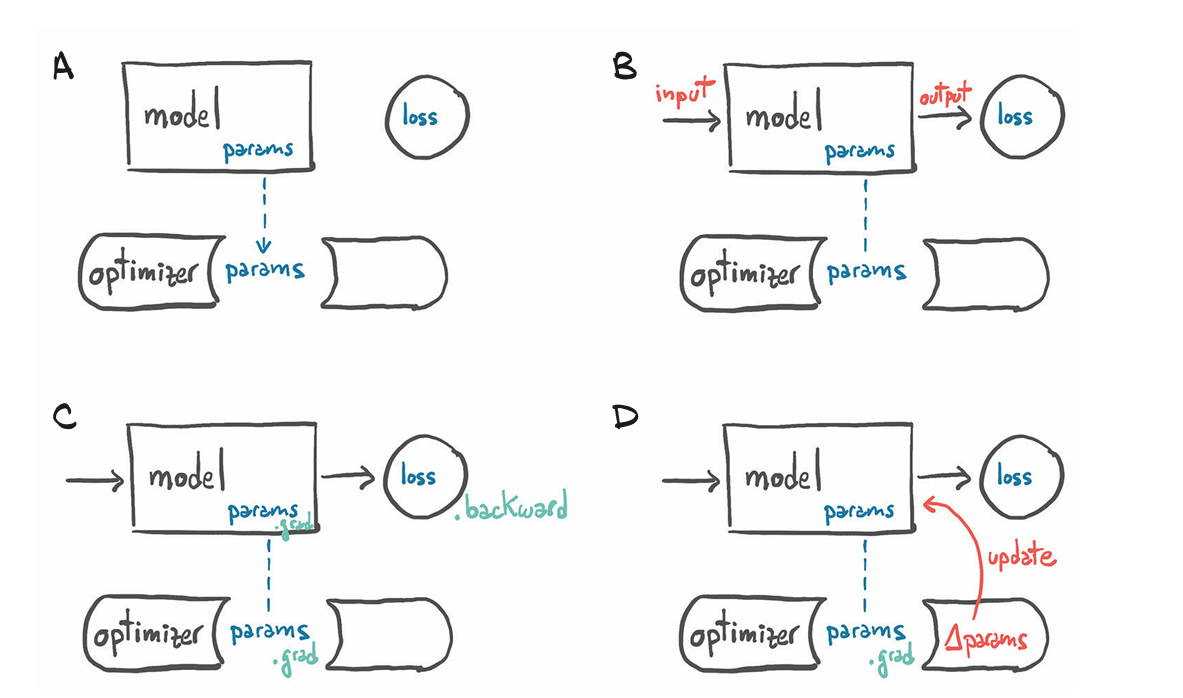 A
model
params
loss
optimizer
params
B
input
model
params
output
loss
optimizer
params
C
model
params
.grad
loss
.backward
optimizer
params
.grad
D
model
params
loss
update
optimizer
params
.grad
Δparams